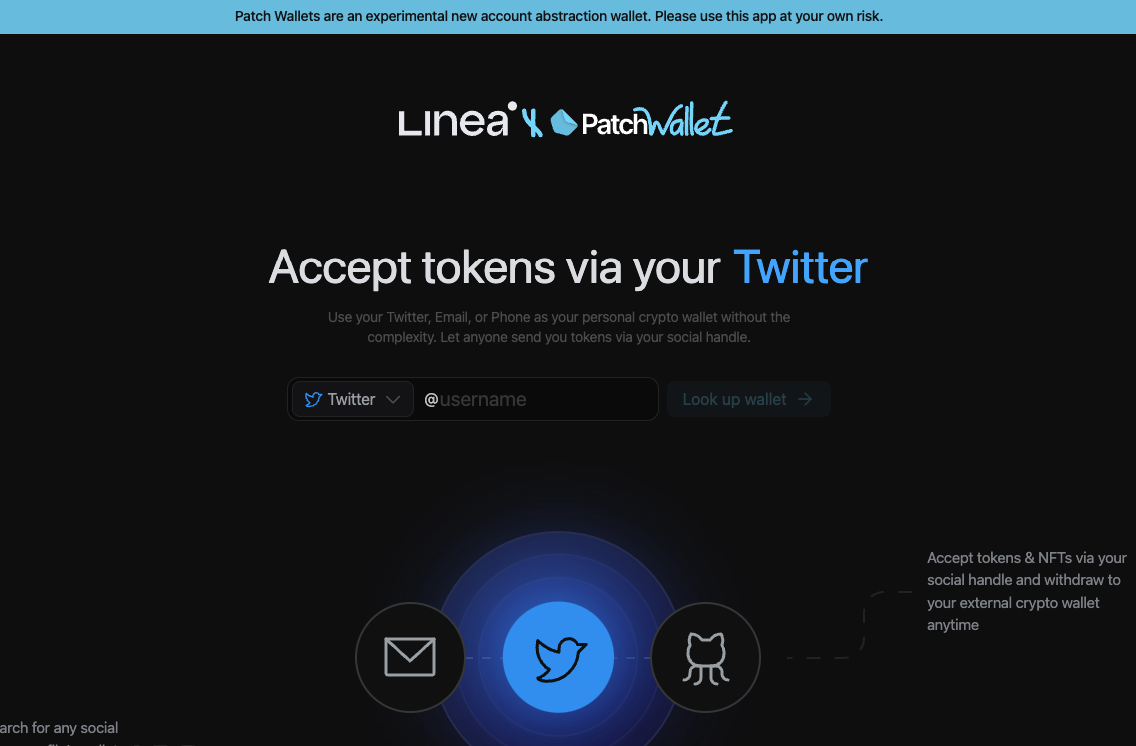 Patch Wallets are an experimental new account abstraction wallet. Please use this app at your own risk.
Linea
PatchWallet
Accept tokens via your Twitter
Use your Twitter, Email, or Phone as your personal crypto wallet without the
complexity. Let anyone send you tokens via your social handle.
Twitter
@username
Look up wallet
Accept tokens & NFTs via your
social handle and withdraw to
your external crypto wallet
anytime
arch for any social